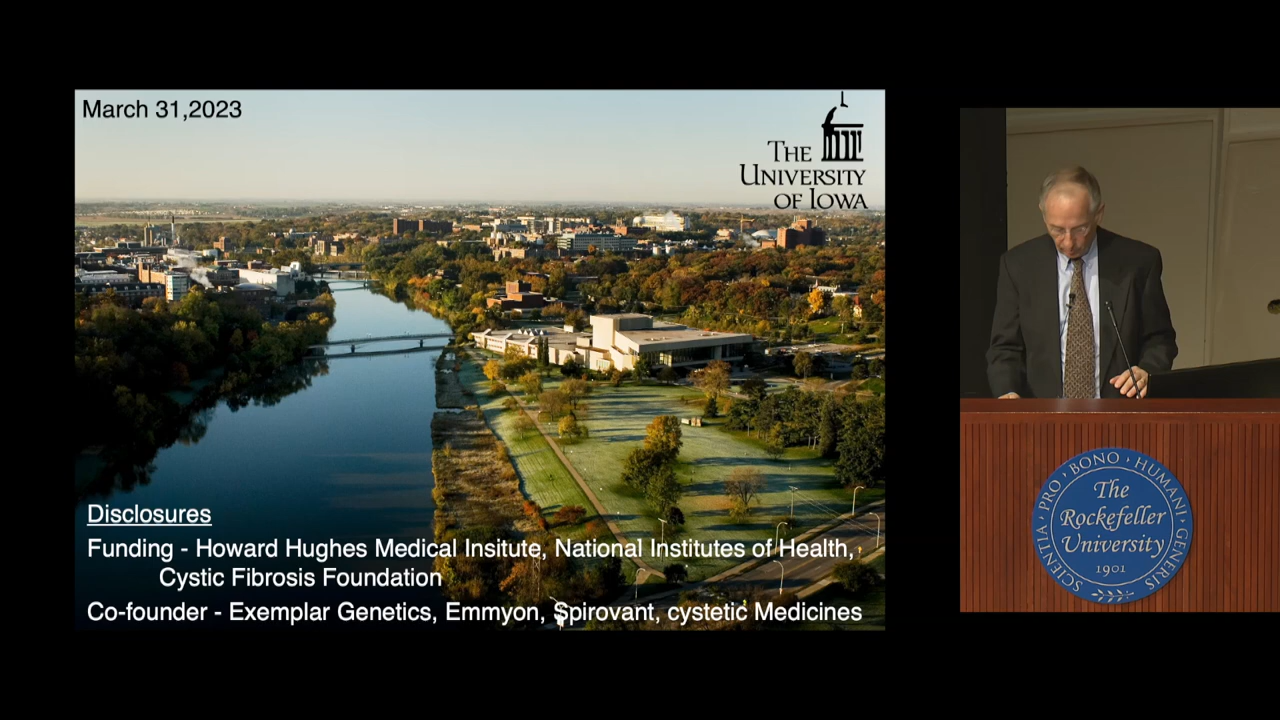 March 31,2023
THE
UNIVERSITY
OF IOWA
Disclosures
Funding - Howard Hughes Medical Insitute, National Institutes of Health,
Cystic Fibrosis Foundation
Co-founder - Exemplar Genetics, Emmyon, Spirovant, cystetic Medicines
SCIENTIA · PRO · BONO · HUMANI · GENERIS
The
Rockefeller
University
1901